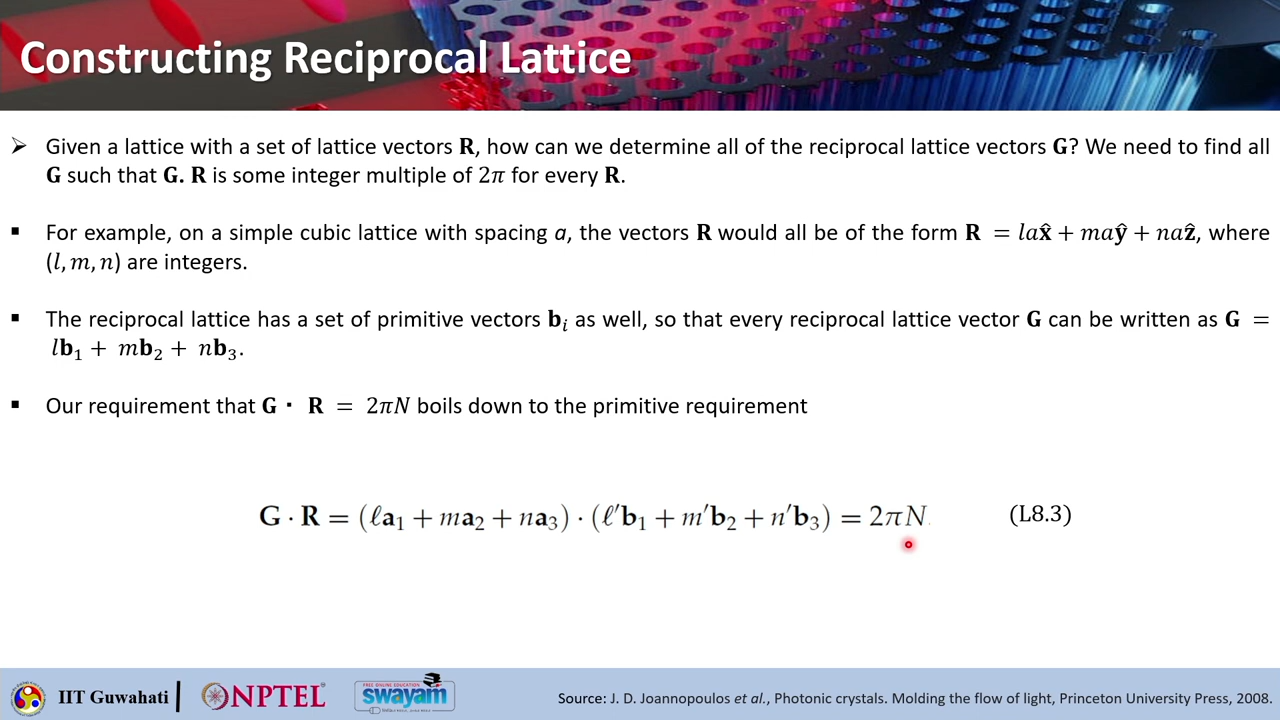 Constructing Reciprocal Lattice
➢ Given a lattice with a set of lattice vectors R, how can we determine all of the reciprocal lattice vectors G? We need to find all
G such that G. R is some integer multiple of 2π for every R.
▪ For example, on a simple cubic lattice with spacing a, the vectors R would all be of the form R = lax̂ + maŷ + naẑ, where
(l, m, n) are integers.
▪ The reciprocal lattice has a set of primitive vectors bᵢ as well, so that every reciprocal lattice vector G can be written as G =
lb₁ + mb₂ + nb₃.
▪ Our requirement that G · R = 2πN boils down to the primitive requirement
G · R = (ℓa₁ + ma₂ + na₃) · (ℓ′b₁ + m′b₂ + n′b₃) = 2πN. (L8.3)
IIT Guwahati | NPTEL FREE ONLINE EDUCATION swayam Source: J. D. Joannopoulos et al., Photonic crystals. Molding the flow of light, Princeton University Press, 2008.